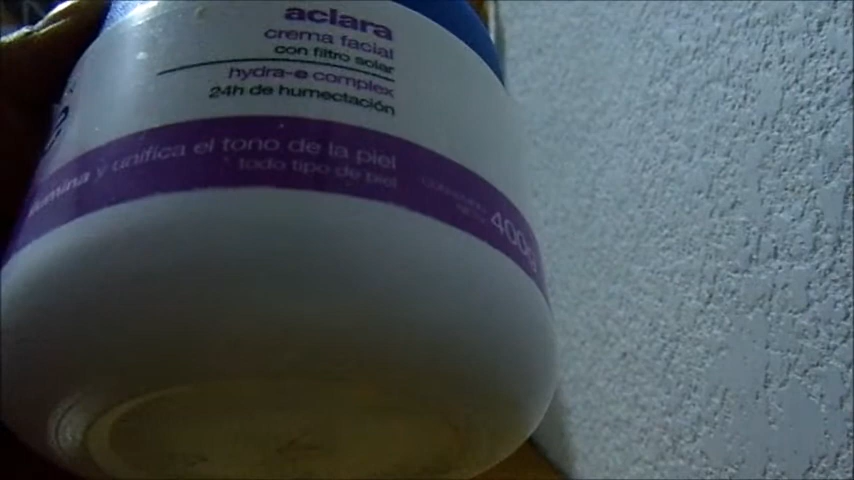 aclara
crema facial
con filtro solar
hydra-e complex
24h de humectación
ilumina y unifica el tono de la piel
todo tipo de piel
400g